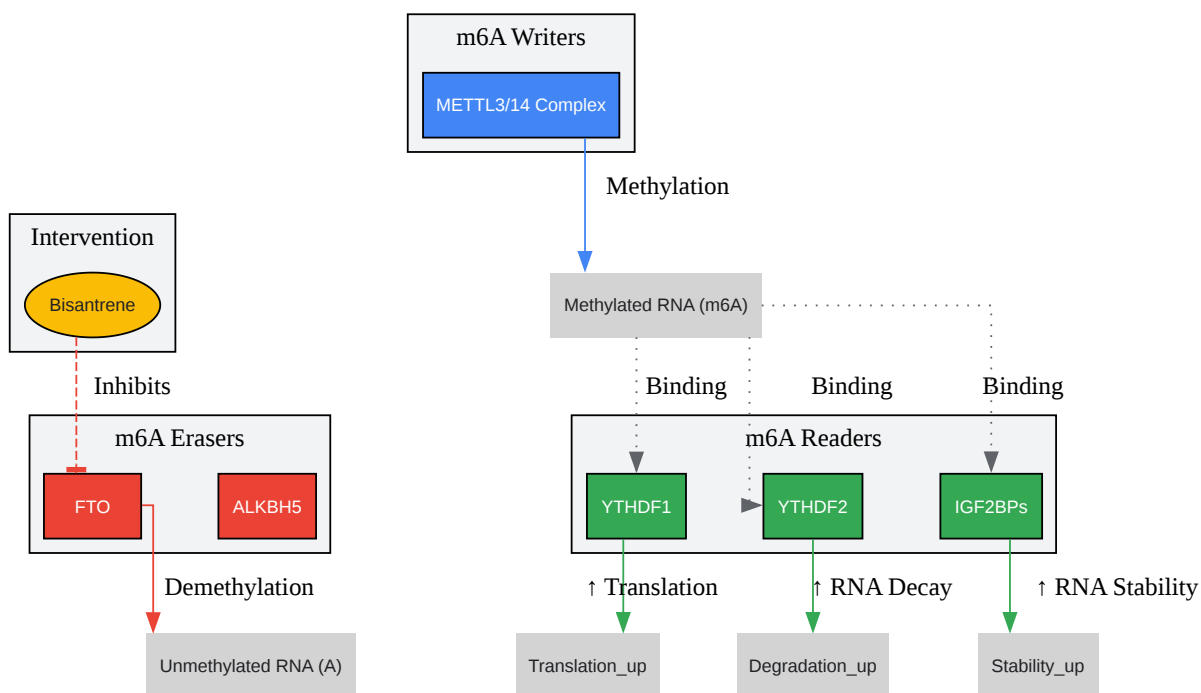 m6A Writers
METTL3/14 Complex
Methylation
Intervention
Bisantrene
Methylated RNA (m6A)
Inhibits
Binding
Binding
Binding
m6A Erasers
m6A Readers
FTO
ALKBH5
YTHDF1
YTHDF2
IGF2BPs
Demethylation
↑ Translation
↑ RNA Decay
↑ RNA Stability
Unmethylated RNA (A)
Translation_up
Degradation_up
Stability_up